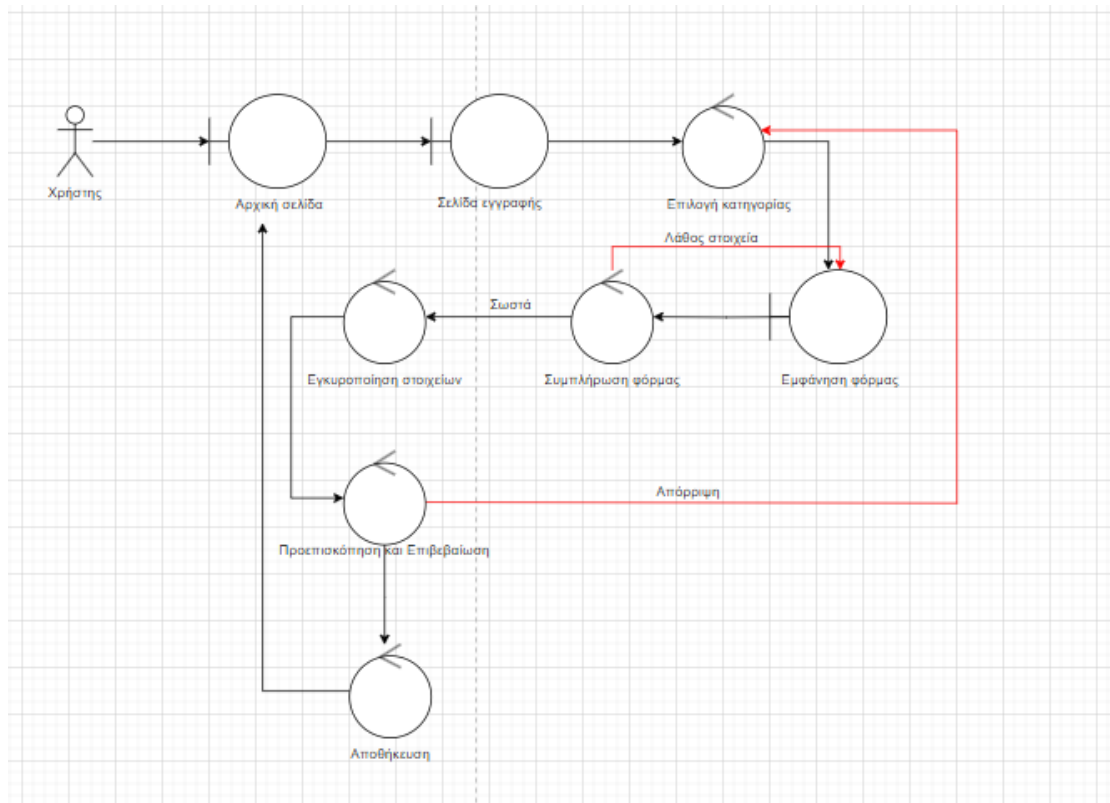 Χρήστης
Αρχική σελίδα
Σελίδα εγγραφής
Επιλογή κατηγορίας
Λάθος στοιχεία
Σωστά
Εγκυροποίηση στοιχείων
Συμπλήρωση φόρμας
Εμφάνηση φόρμας
Απόρριψη
Προεπισκόπηση και Επιβεβαίωση
Αποθήκευση